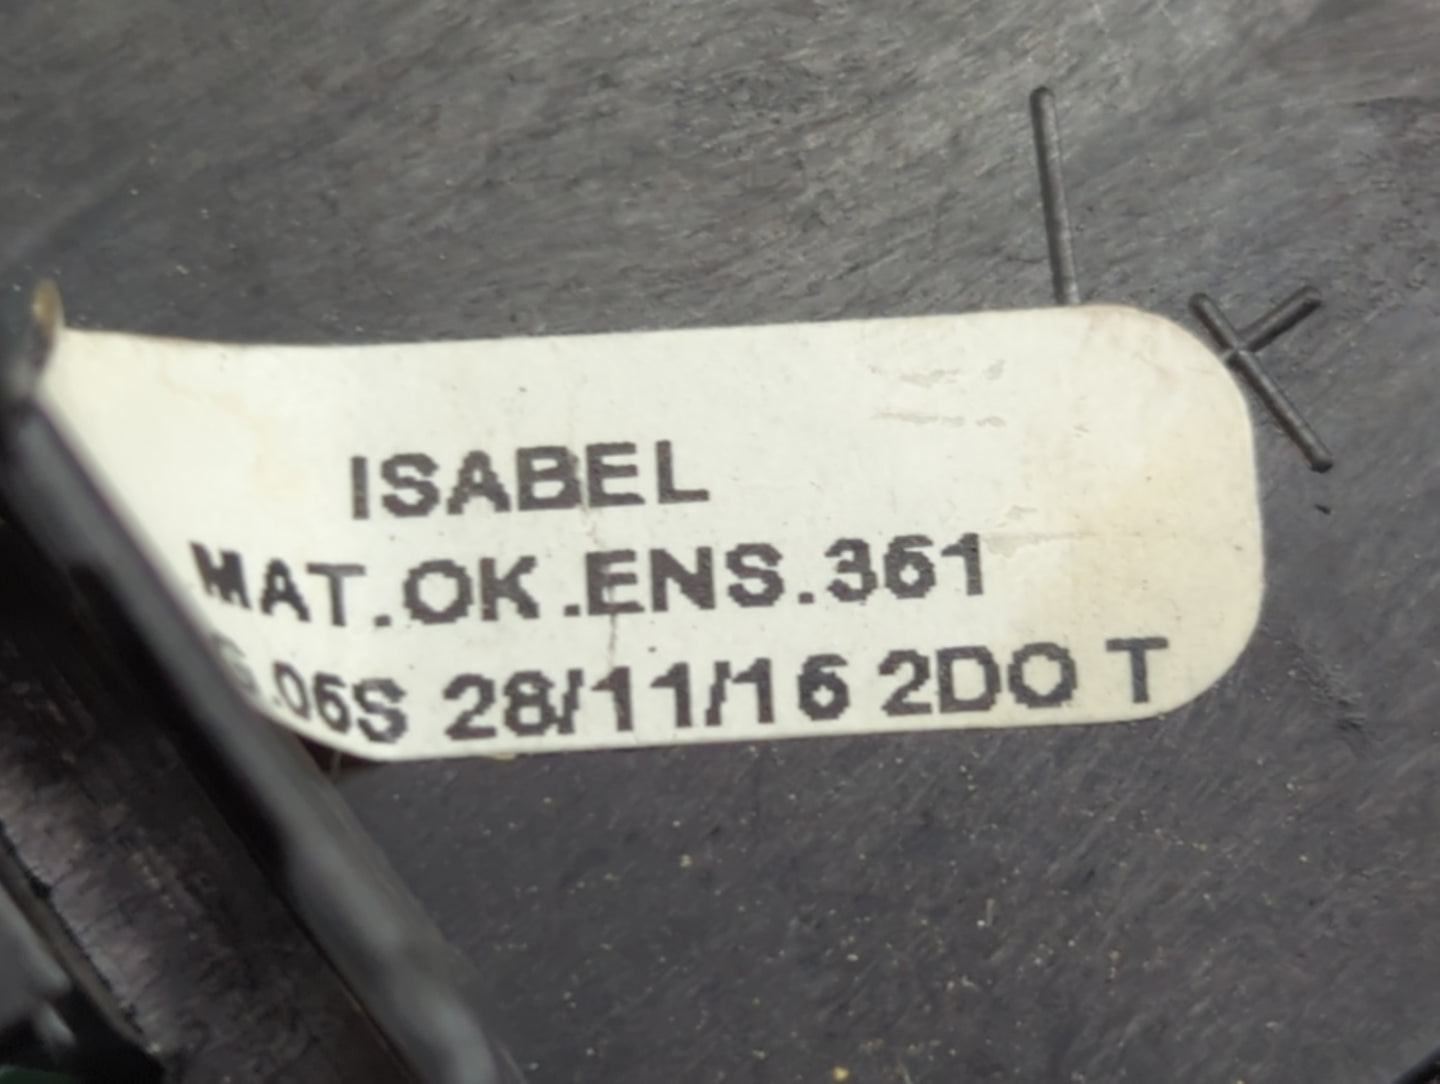 ISABEL
MAT.OK.ENS.361
.06S 28/11/16 2DO T